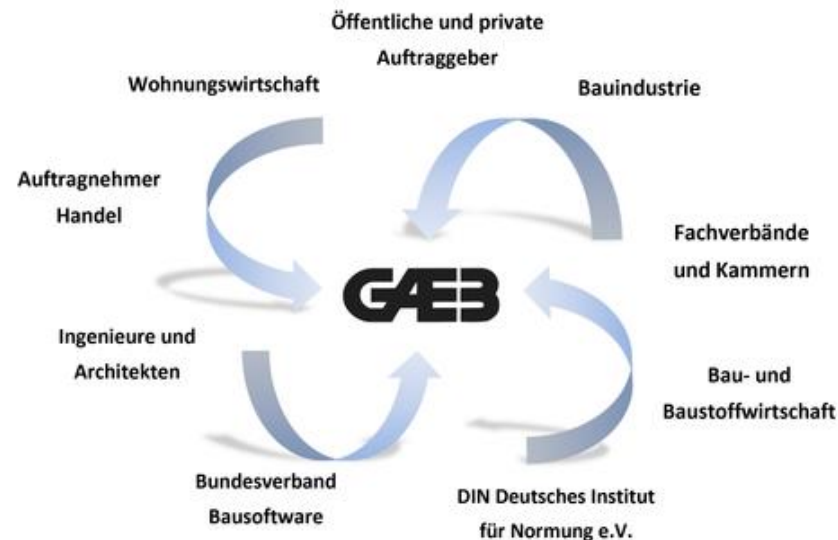 Öffentliche und private
Auftraggeber
Wohnungswirtschaft
Bauindustrie
Auftragnehmer
Handel
Fachverbände
und Kammern
GAEB
Ingenieure und
Architekten
Bau- und
Baustoffwirtschaft
Bundesverband
Bausoftware
DIN Deutsches Institut
für Normung e.V.